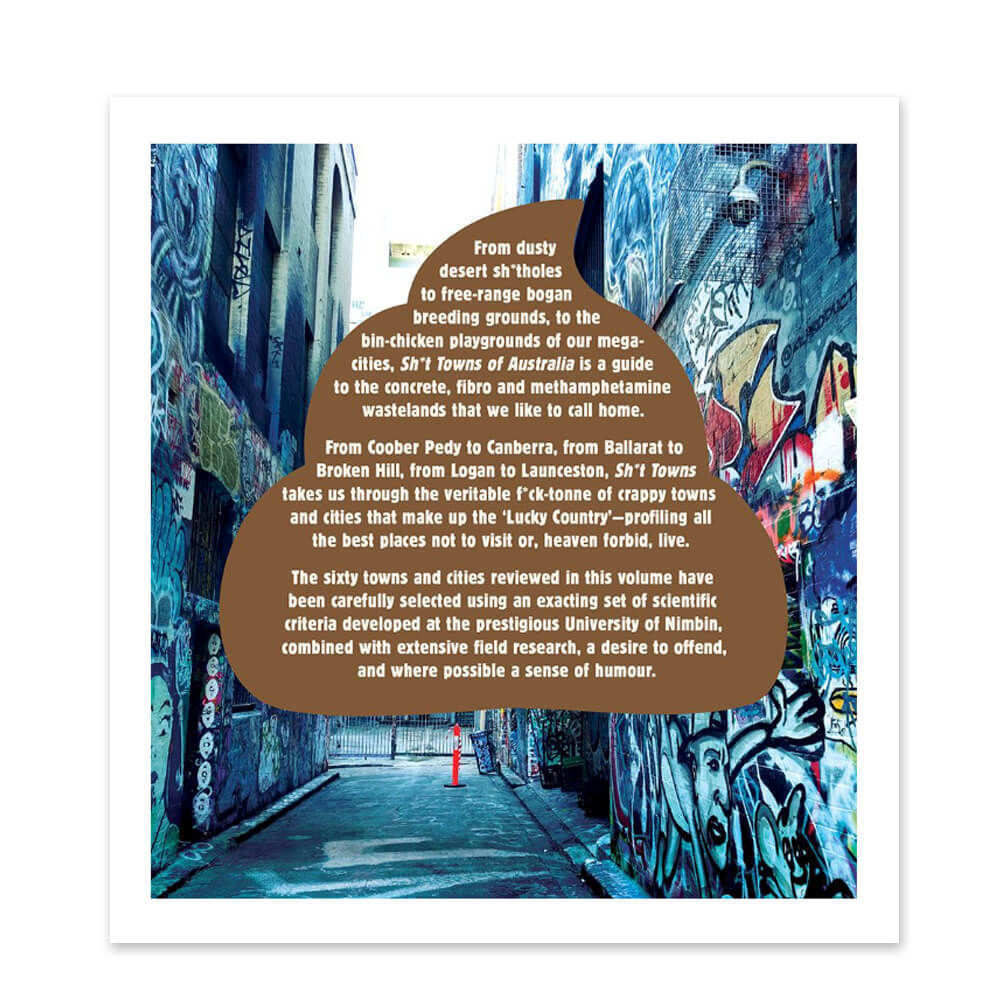 From dusty
desert sh*tholes
to free-range bogan
breeding grounds, to the
bin-chicken playgrounds of our mega-
cities, Sh*t Towns of Australia is a guide
to the concrete, fibro and methamphetamine
wastelands that we like to call home.
From Coober Pedy to Canberra, from Ballarat to
Broken Hill, from Logan to Launceston, Sh*t Towns
takes us through the veritable f*ck-tonne of crappy towns
and cities that make up the ‘Lucky Country’—profiling all
the best places not to visit or, heaven forbid, live.
The sixty towns and cities reviewed in this volume have
been carefully selected using an exacting set of scientific
criteria developed at the prestigious University of Nimbin,
combined with extensive field research, a desire to offend,
and where possible a sense of humour.